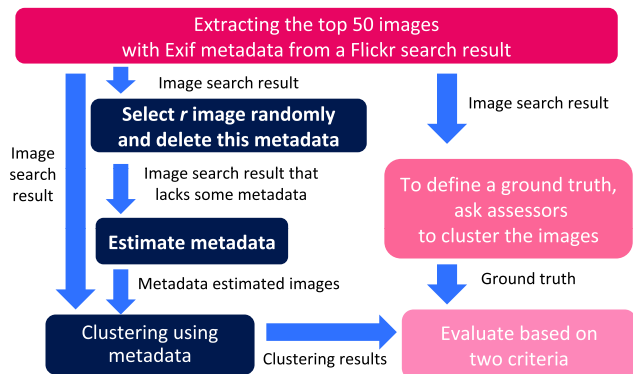 Extracting the top 50 images
with Exif metadata from a Flickr search result
Image search result
Select r image randomly
and delete this metadata
Image search result
Image
search
result
Image search result that
lacks some metadata
To define a ground truth,
ask assessors
to cluster the images
Estimate metadata
Metadata estimated images
Ground truth
Clustering using
metadata
Clustering results
Evaluate based on
two criteria